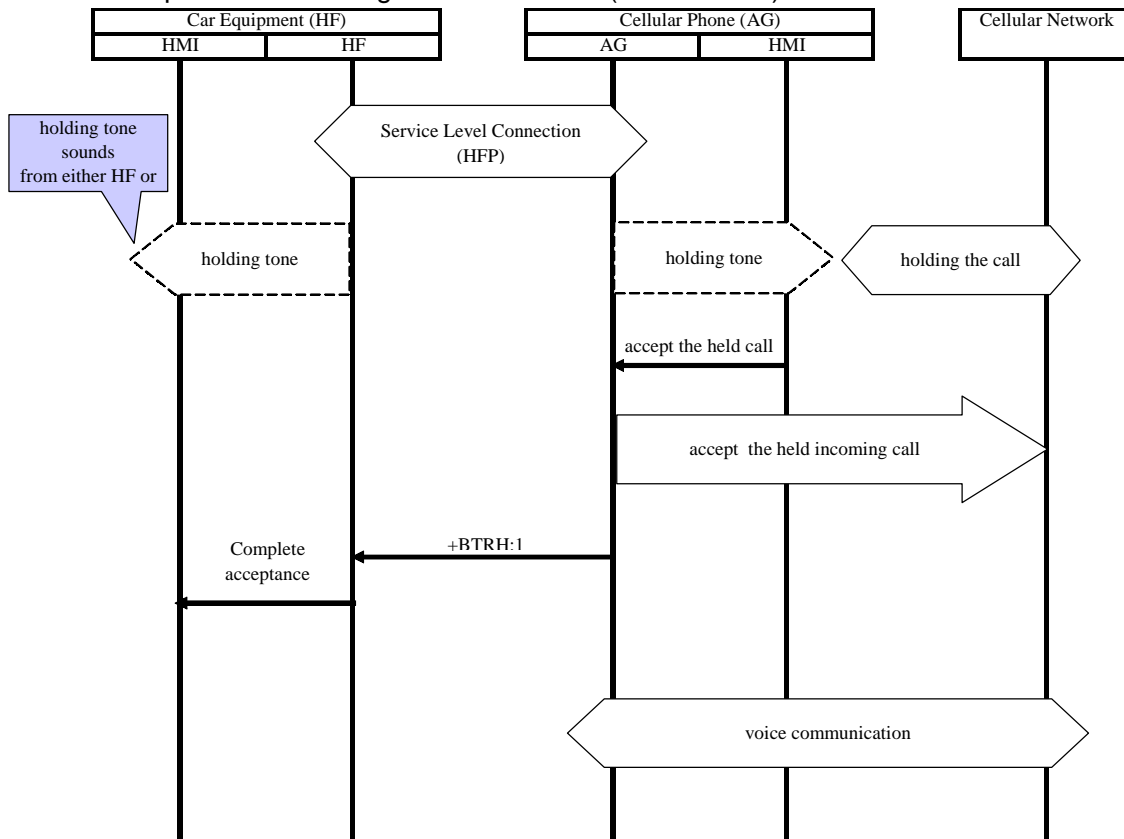 Car Equipment (HF)
Cellular Phone (AG)
Cellular Network
HMI
HF
AG
HMI
holding tone
sounds
from either HF or
Service Level Connection
(HFP)
holding tone
holding tone
holding the call
accept the held call
accept the held incoming call
+BTRH:1
Complete
acceptance
voice communication